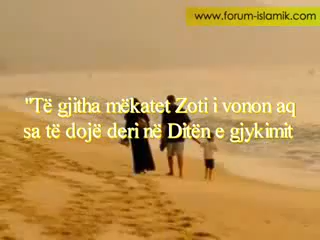 www.forum-islamik.com
"Të gjitha mëkatet Zoti i vonon aq
sa të dojë deri në Ditën e gjykimit